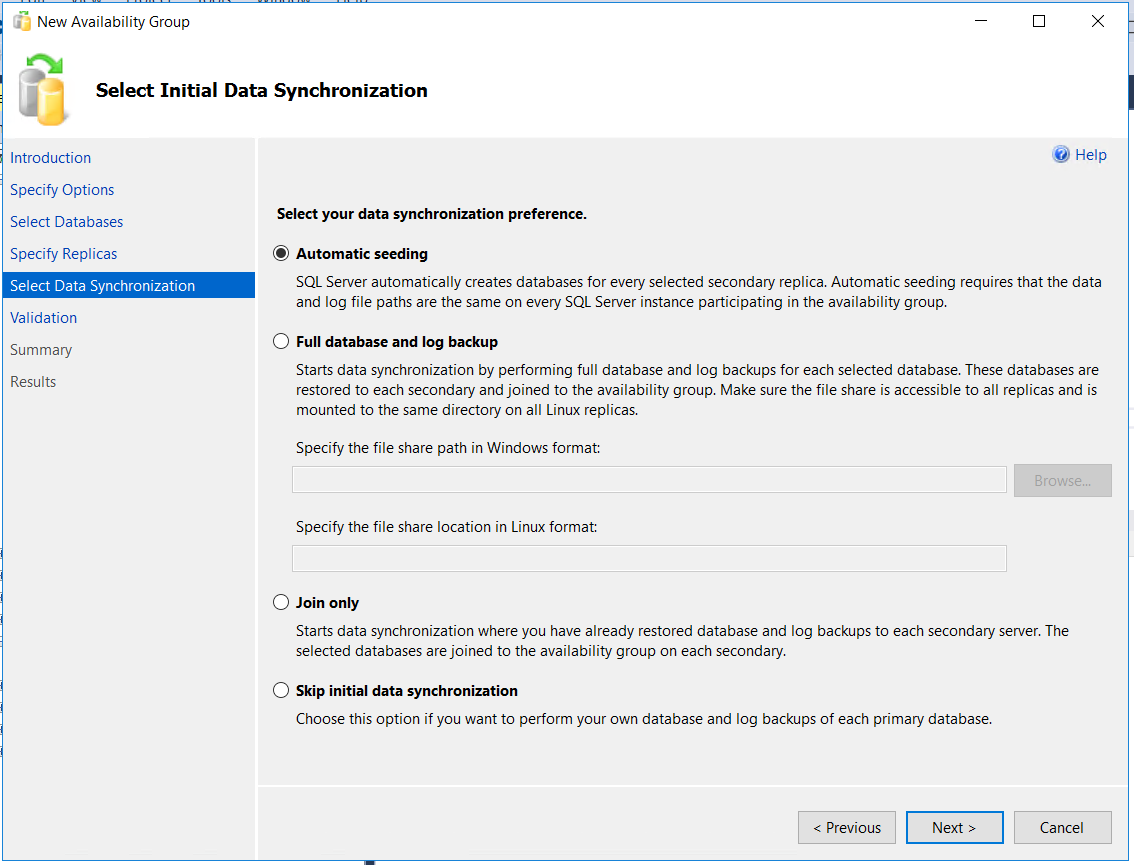 New Availability Group
Select Initial Data Synchronization
Introduction
Specify Options
Select Databases
Specify Replicas
Select Data Synchronization
Validation
Summary
Results
Help
Select your data synchronization preference.
Automatic seeding
SQL Server automatically creates databases for every selected secondary replica. Automatic seeding requires that the data
and log file paths are the same on every SQL Server instance participating in the availability group.
Full database and log backup
Starts data synchronization by performing full database and log backups for each selected database. These databases are
restored to each secondary and joined to the availability group. Make sure the file share is accessible to all replicas and is
mounted to the same directory on all Linux replicas.
Specify the file share path in Windows format:
Browse...
Specify the file share location in Linux format:
Join only
Starts data synchronization where you have already restored database and log backups to each secondary server. The
selected databases are joined to the availability group on each secondary.
Skip initial data synchronization
Choose this option if you want to perform your own database and log backups of each primary database.
< Previous
Next >
Cancel